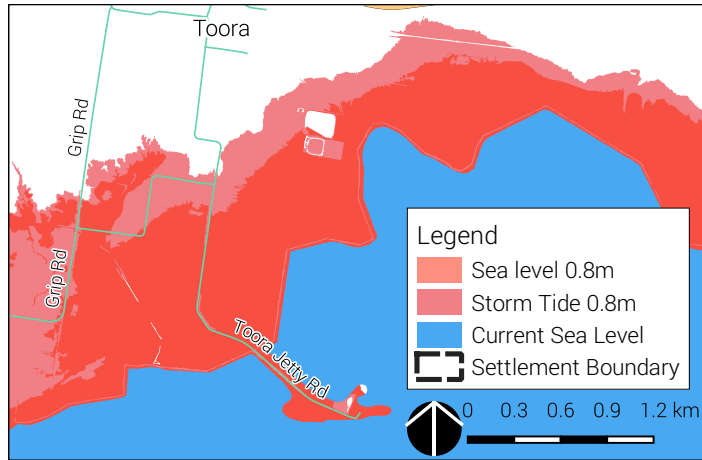 Toora
Grip Rd
Grip Rd
Toora Jetty Rd
Legend
Sea level 0.8m
Storm Tide 0.8m
Current Sea Level
Settlement Boundary
0 0.3 0.6 0.9 1.2 km